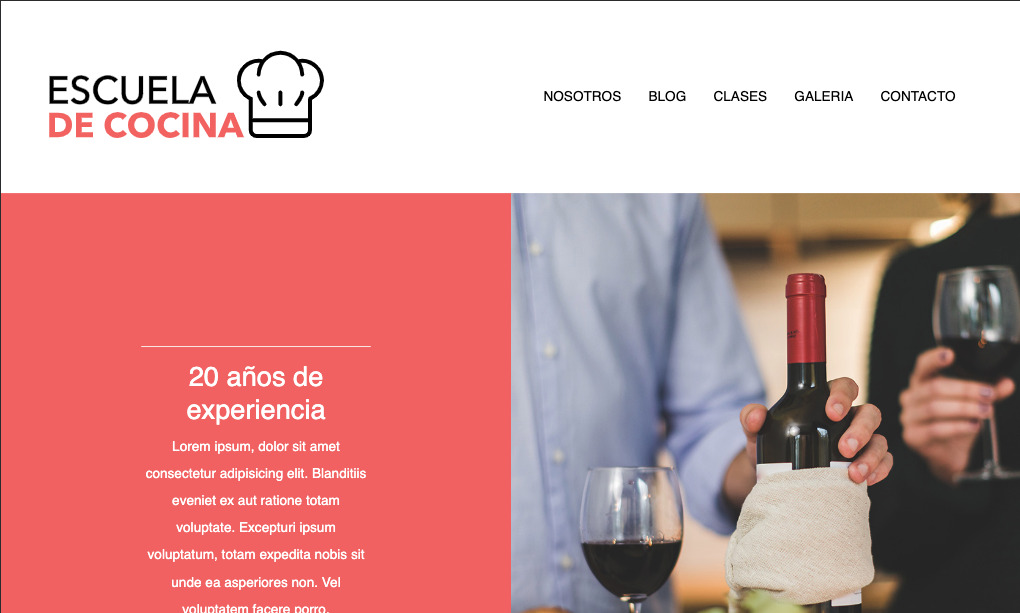 ESCUELA
DE COCINA
NOSOTROS BLOG CLASES GALERIA CONTACTO
20 años de
experiencia
Lorem ipsum, dolor sit amet
consectetur adipisicing elit. Blanditiis
eveniet ex aut ratione totam
voluptate. Excepturi ipsum
voluptatum, totam expedita nobis sit
unde ea asperiores non. Vel
voluptatem facere porro.